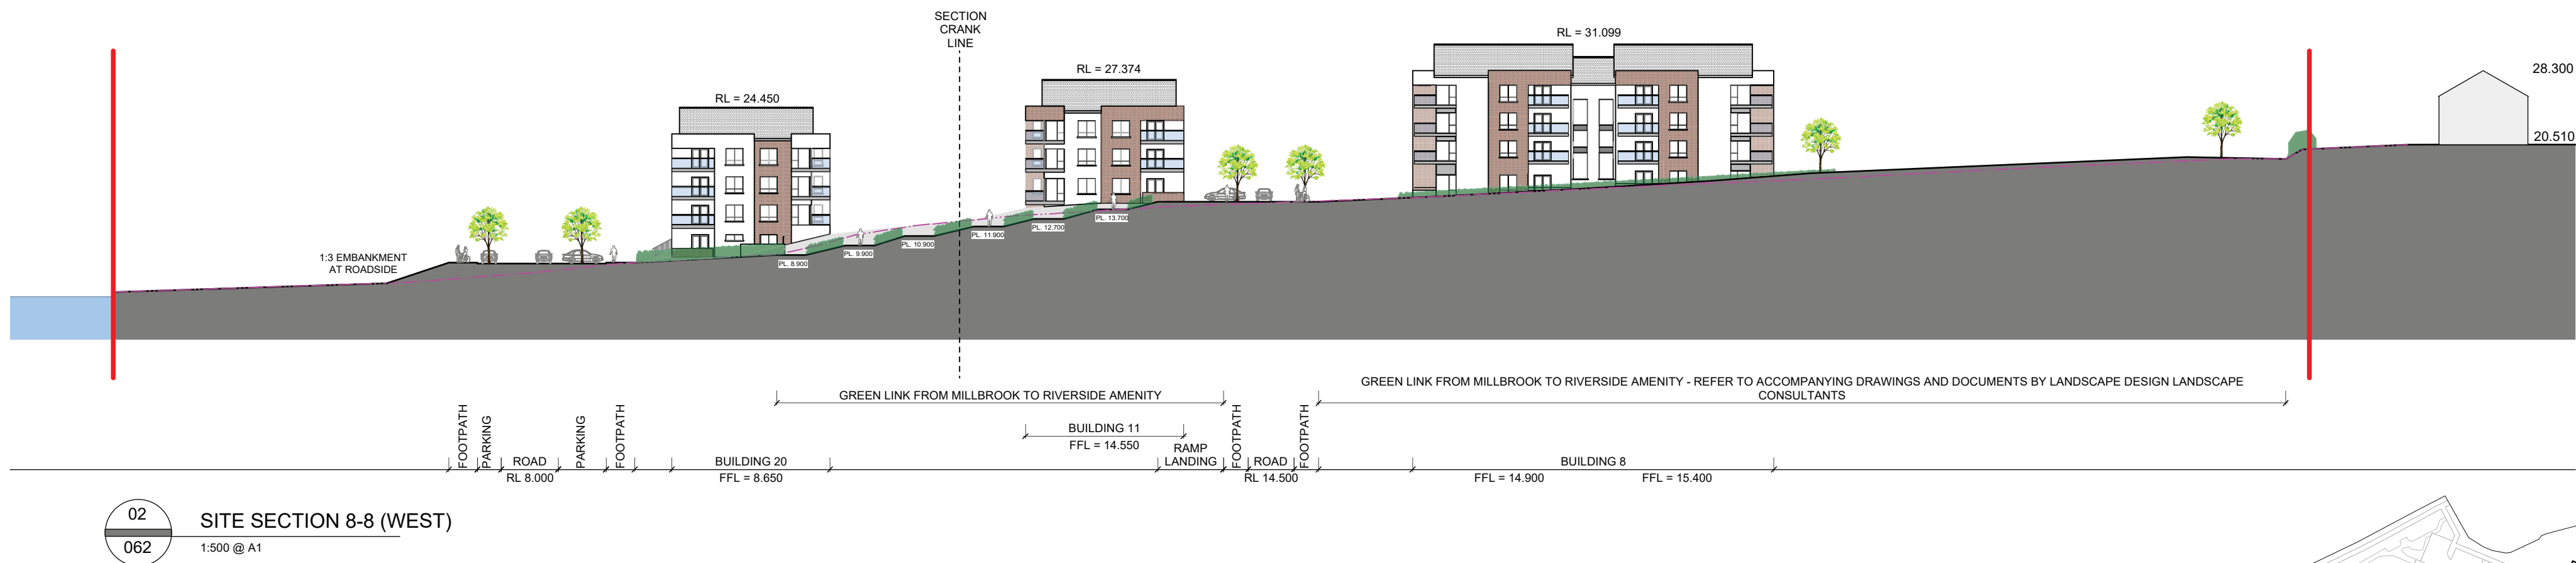 SECTION
CRANK
LINE
RL = 31.099
RL = 27.374
28.300
RL = 24.450
20.510
1:3 EMBANKMENT
AT ROADSIDE
PL. 8.900
PL. 9.900
PL. 10.900
PL. 11.900
PL. 12.700
PL. 13.700
GREEN LINK FROM MILLBROOK TO RIVERSIDE AMENITY
GREEN LINK FROM MILLBROOK TO RIVERSIDE AMENITY - REFER TO ACCOMPANYING DRAWINGS AND DOCUMENTS BY LANDSCAPE DESIGN LANDSCAPE
CONSULTANTS
BUILDING 11
FFL = 14.550
FOOTPATH
PARKING
ROAD
RL 8.000
PARKING
FOOTPATH
BUILDING 20
FFL = 8.650
RAMP
LANDING
FOOTPATH
ROAD
RL 14.500
FOOTPATH
BUILDING 8
FFL = 14.900
FFL = 15.400
02
062
SITE SECTION 8-8 (WEST)
1:500 @ A1